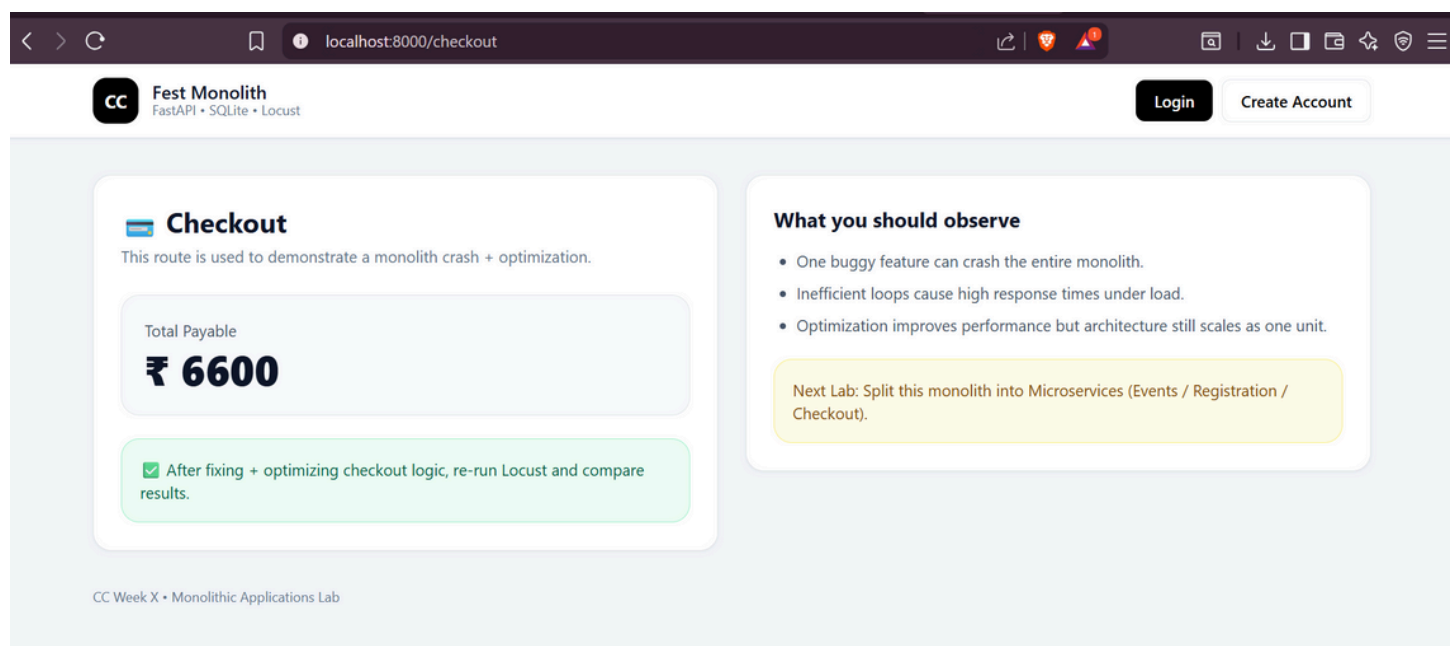 localhost:8000/checkout
1
CC
Fest Monolith
FastAPI • SQLite • Locust
Login
Create Account
Checkout
This route is used to demonstrate a monolith crash + optimization.
Total Payable
₹ 6600
✅ After fixing + optimizing checkout logic, re-run Locust and compare
results.
What you should observe
• One buggy feature can crash the entire monolith.
• Inefficient loops cause high response times under load.
• Optimization improves performance but architecture still scales as one unit.
Next Lab: Split this monolith into Microservices (Events / Registration /
Checkout).
CC Week X • Monolithic Applications Lab